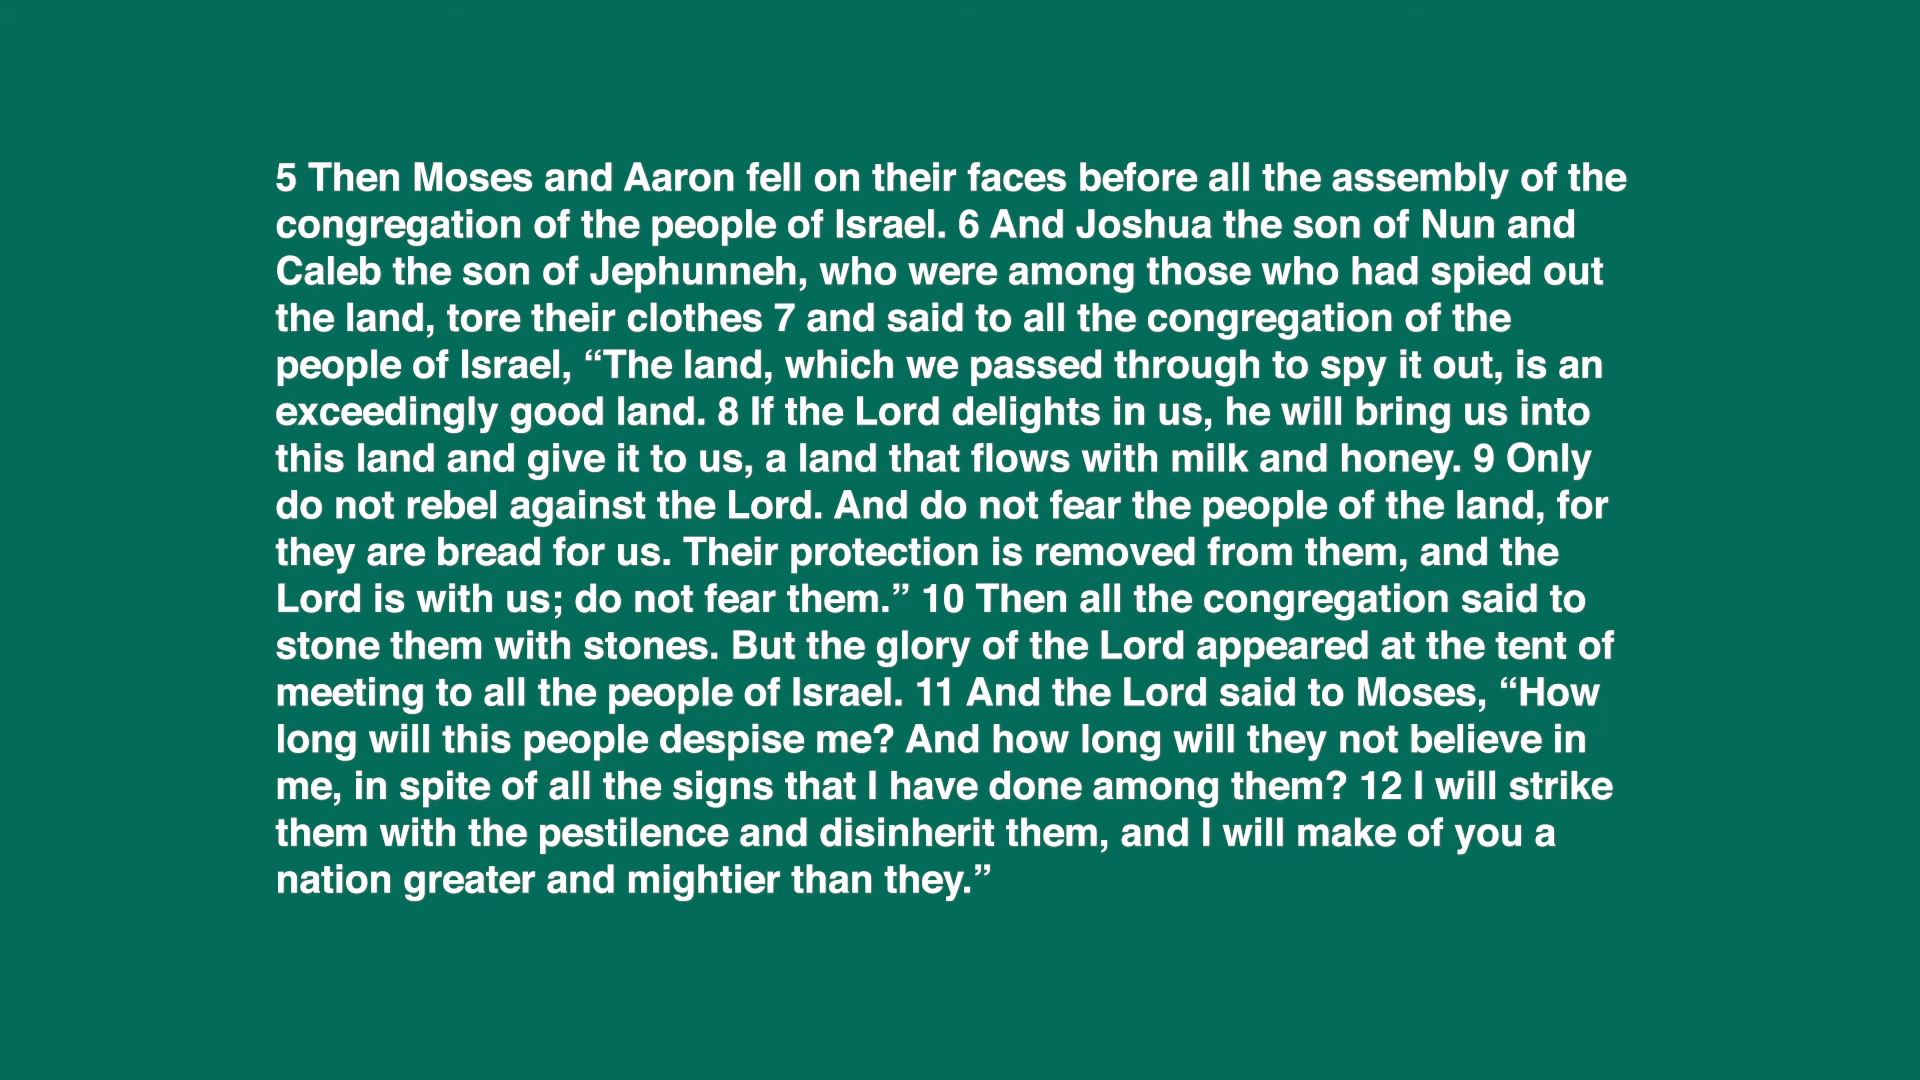 5 Then Moses and Aaron fell on their faces before all the assembly of the
congregation of the people of Israel. 6 And Joshua the son of Nun and
Caleb the son of Jephunneh, who were among those who had spied out
the land, tore their clothes 7 and said to all the congregation of the
people of Israel, “The land, which we passed through to spy it out, is an
exceedingly good land. 8 If the Lord delights in us, he will bring us into
this land and give it to us, a land that flows with milk and honey. 9 Only
do not rebel against the Lord. And do not fear the people of the land, for
they are bread for us. Their protection is removed from them, and the
Lord is with us; do not fear them.” 10 Then all the congregation said to
stone them with stones. But the glory of the Lord appeared at the tent of
meeting to all the people of Israel. 11 And the Lord said to Moses, “How
long will this people despise me? And how long will they not believe in
me, in spite of all the signs that I have done among them? 12 I will strike
them with the pestilence and disinherit them, and I will make of you a
nation greater and mightier than they.”